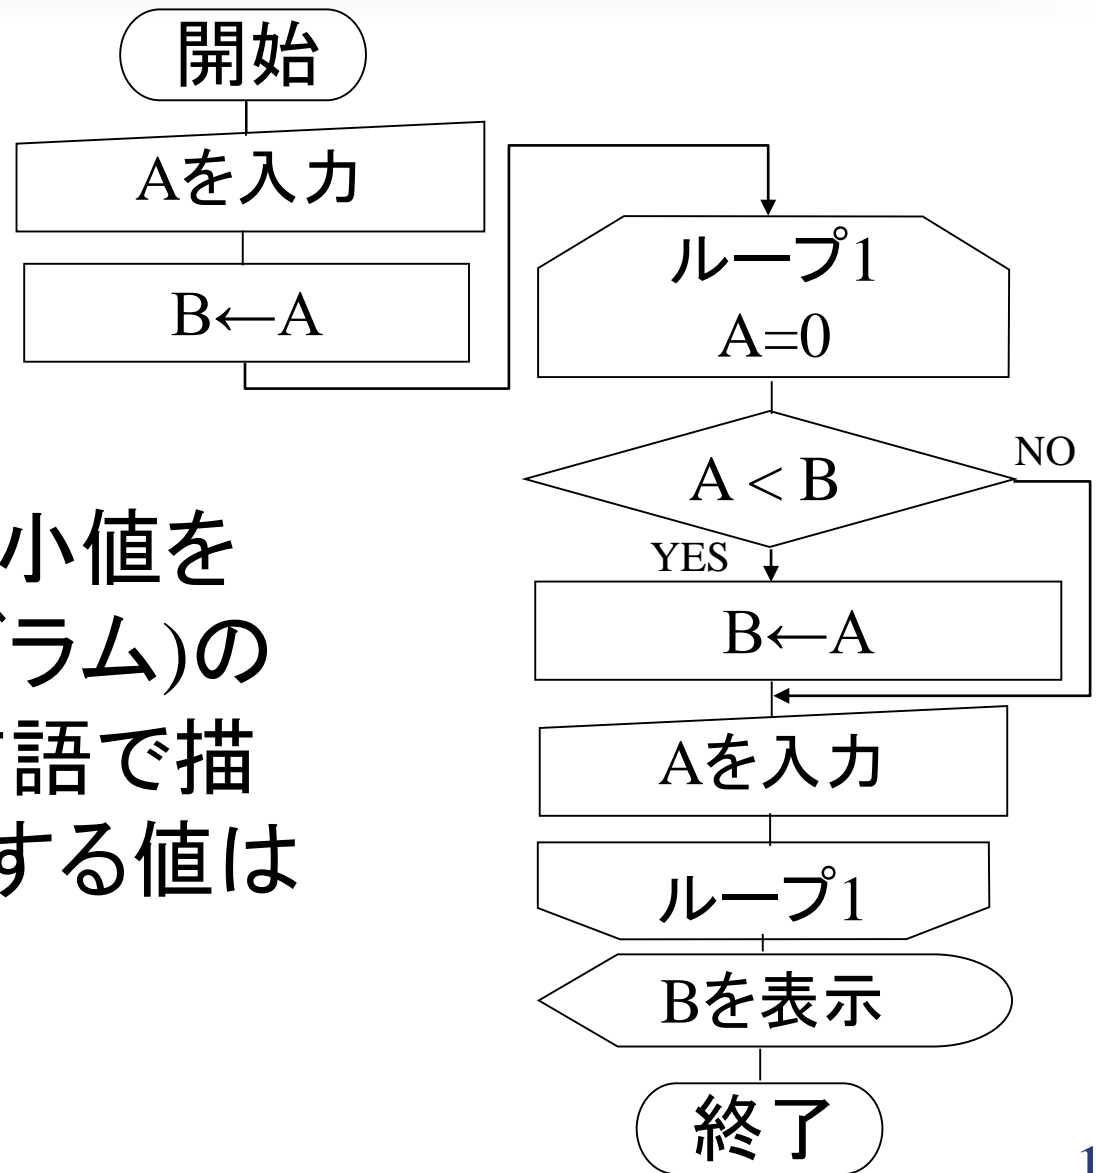 開始
Aを入力
B←A
ループ1
A=0
A < B
NO
YES
B←A
Aを入力
ループ1
Bを表示
終了
小値を
ラム)の
語で描
する値は
1